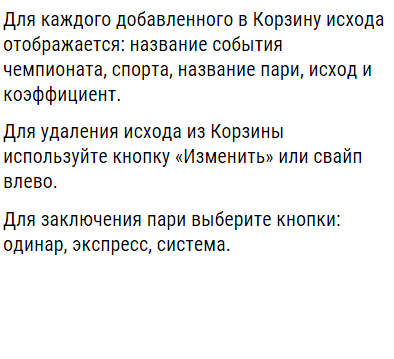 Для каждого добавленного в Корзину исхода
отображается: название события
чемпионата, спорта, название пари, исход и
коэффициент.
Для удаления исхода из Корзины
используйте кнопку «Изменить» или свайп
влево.
Для заключения пари выберите кнопки:
одинар, экспресс, система.